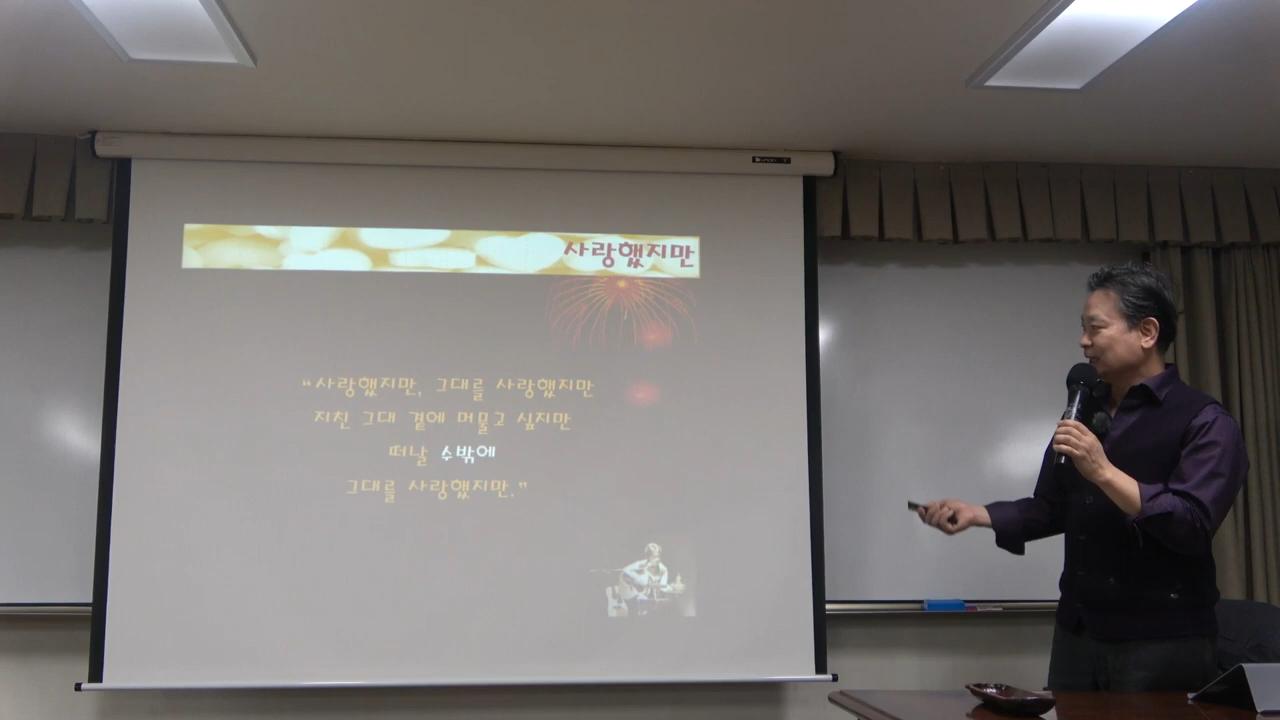 사랑했지만
“사랑했지만, 그대를 사랑했지만
지친 그대 곁에 머물고 싶지만
떠날 수밖에
그대를 사랑했지만.”